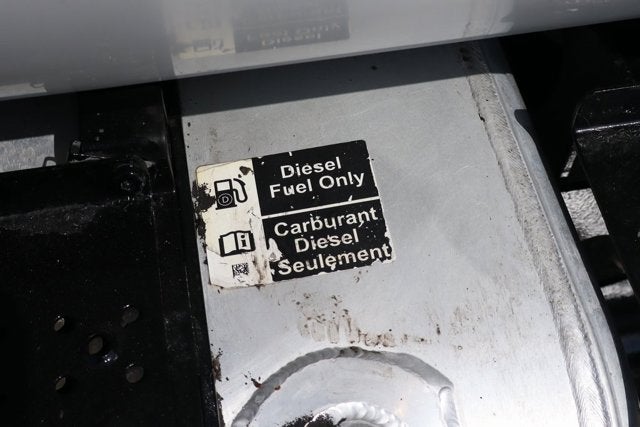 Diesel
Fuel Only
D
i
Carburant
Diesel
Seulement